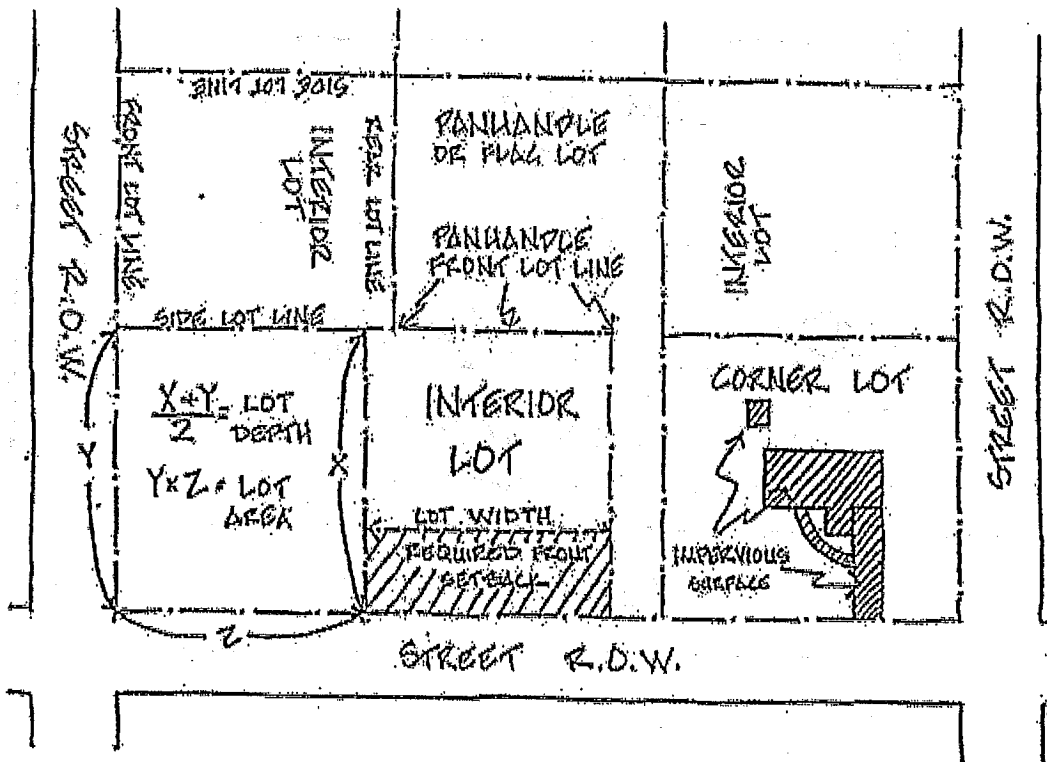 SIDE LOT LINE
STREET R.O.W.
FRONT LOT LINE
INTERIOR
LOT
REAR LOT LINE
PANHANDLE
OR FLAG LOT
PANHANDLE
FRONT LOT LINE
INTERIOR
LOT
STREET R.O.W.
SIDE LOT LINE
X+Y
2
= LOT
DEPTH
Y
X
Y×Z = LOT
AREA
Z
INTERIOR
LOT
LOT WIDTH
REQUIRED FRONT
SETBACK
CORNER LOT
IMPERVIOUS
SURFACE
STREET R.O.W.